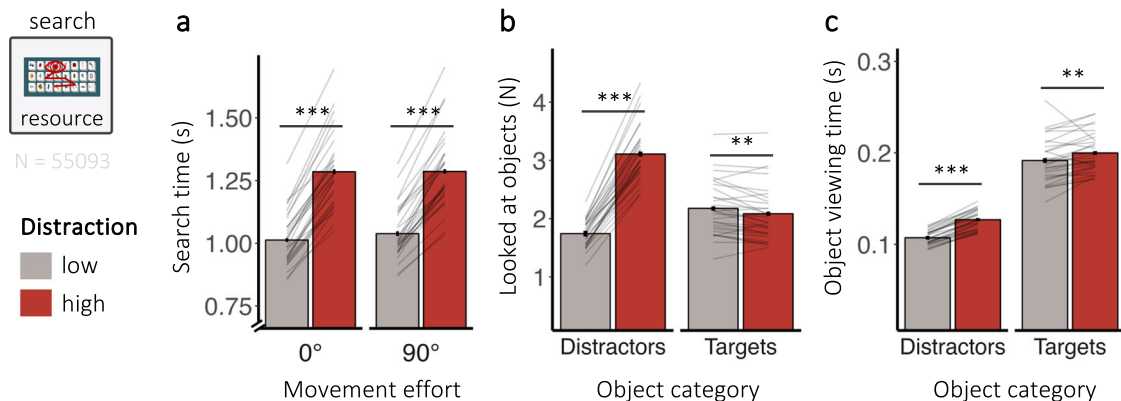 search
resource
N = 55093
Distraction
low
high
a
Search time (s)
1.50
1.25
1.00
0.75
***
***
0°
90°
Movement effort
b
Looked at objects (N)
4
3
2
1
***
**
Distractors
Targets
Object category
c
Object viewing time (s)
0.3
0.2
0.1
***
**
Distractors
Targets
Object category